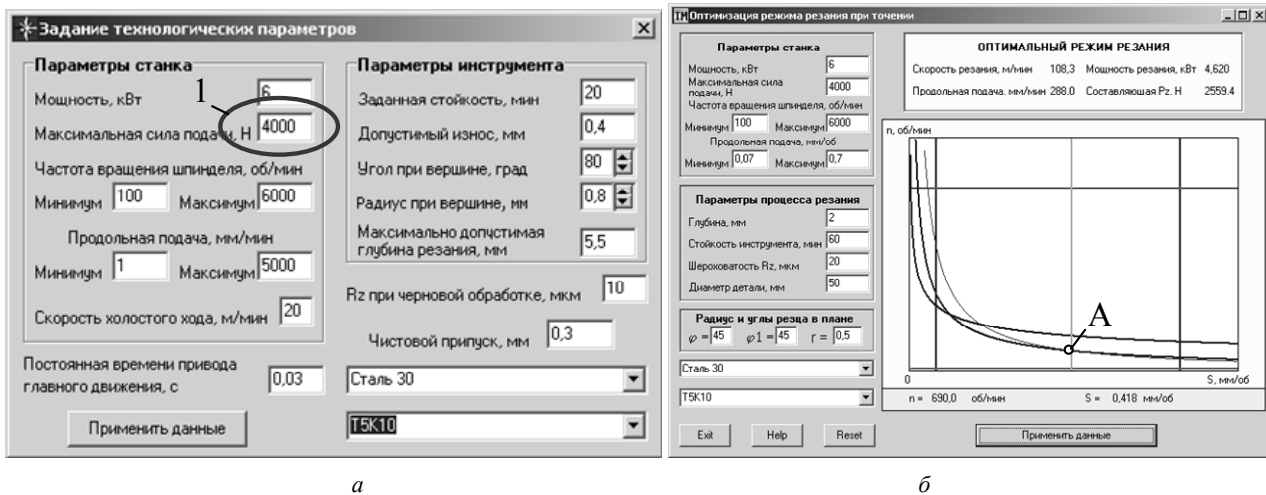 Задание технологических параметров
Параметры станка
Мощность, кВт 6
1
Максимальная сила подачи, Н 4000
Частота вращения шпинделя, об/мин
Минимум 100 Максимум 6000
Продольная подача, мм/мин
Минимум 1 Максимум 5000
Скорость холостого хода, м/мин 20
Постоянная времени привода
главного движения, с 0,03
Применить данные
Параметры инструмента
Заданная стойкость, мин 20
Допустимый износ, мм 0,4
Угол при вершине, град 80
Радиус при вершине, мм 0,8
Максимально допустимая
глубина резания, мм 5,5
Rz при черновой обработке, мкм 10
Чистовой припуск, мм 0,3
Сталь 30
Т5К10
а
ТМ Оптимизация режима резания при точении
Параметры станка
Мощность, кВт 6
Максимальная сила
подачи, Н 4000
Частота вращения шпинделя, об/мин
Минимум 100 Максимум 6000
Продольная подача, мм/об
Минимум 0,07 Максимум 0,7
Параметры процесса резания
Глубина, мм 2
Стойкость инструмента, мин 60
Шероховатость Rz, мкм 20
Диаметр детали, мм 50
Радиус и углы резца в плане
φ = 45 φ1 = 45 r = 0,5
Сталь 30
Т5К10
Exit Help Reset
ОПТИМАЛЬНЫЙ РЕЖИМ РЕЗАНИЯ
Скорость резания, м/мин 108,3 Мощность резания, кВт 4,620
Продольная подача. мм/мин 288.0 Составляющая Pz. Н 2559.4
n, об/мин
А
0
S, мм/об
n = 690,0 об/мин S = 0,418 мм/об
Применить данные
б